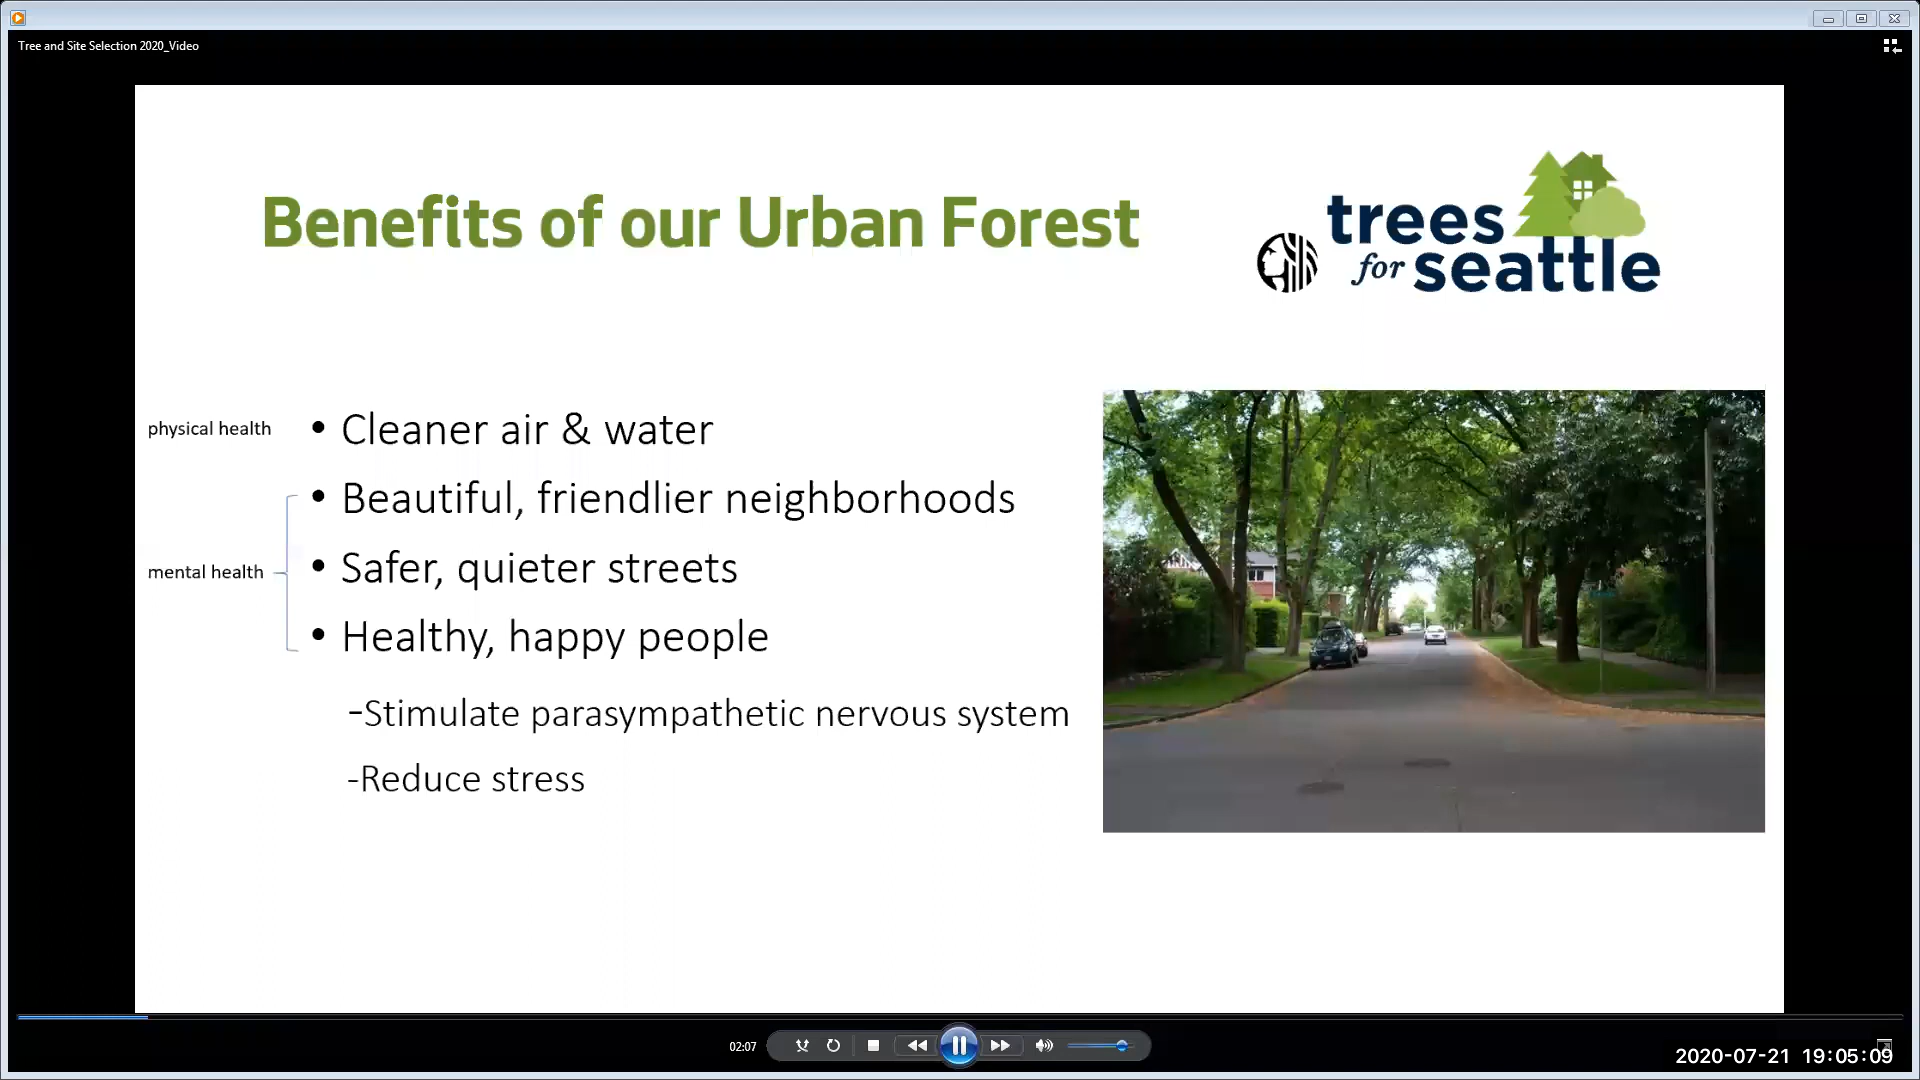 Tree and Site Selection 2020_Video
Benefits of our Urban Forest
trees
for seattle
physical health
• Cleaner air & water
• Beautiful, friendlier neighborhoods
mental health
• Safer, quieter streets
• Healthy, happy people
-Stimulate parasympathetic nervous system
-Reduce stress
02:07
2020-07-21 19:05:09